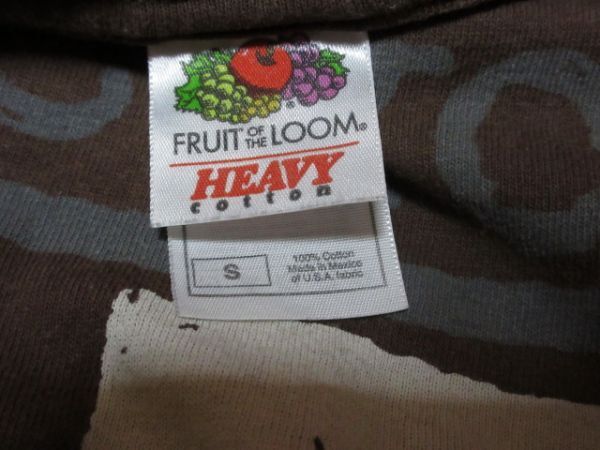 FRUIT OF THE LOOM®
HEAVY
cotton
S
100% Cotton
Made in Mexico
of U.S.A. fabric